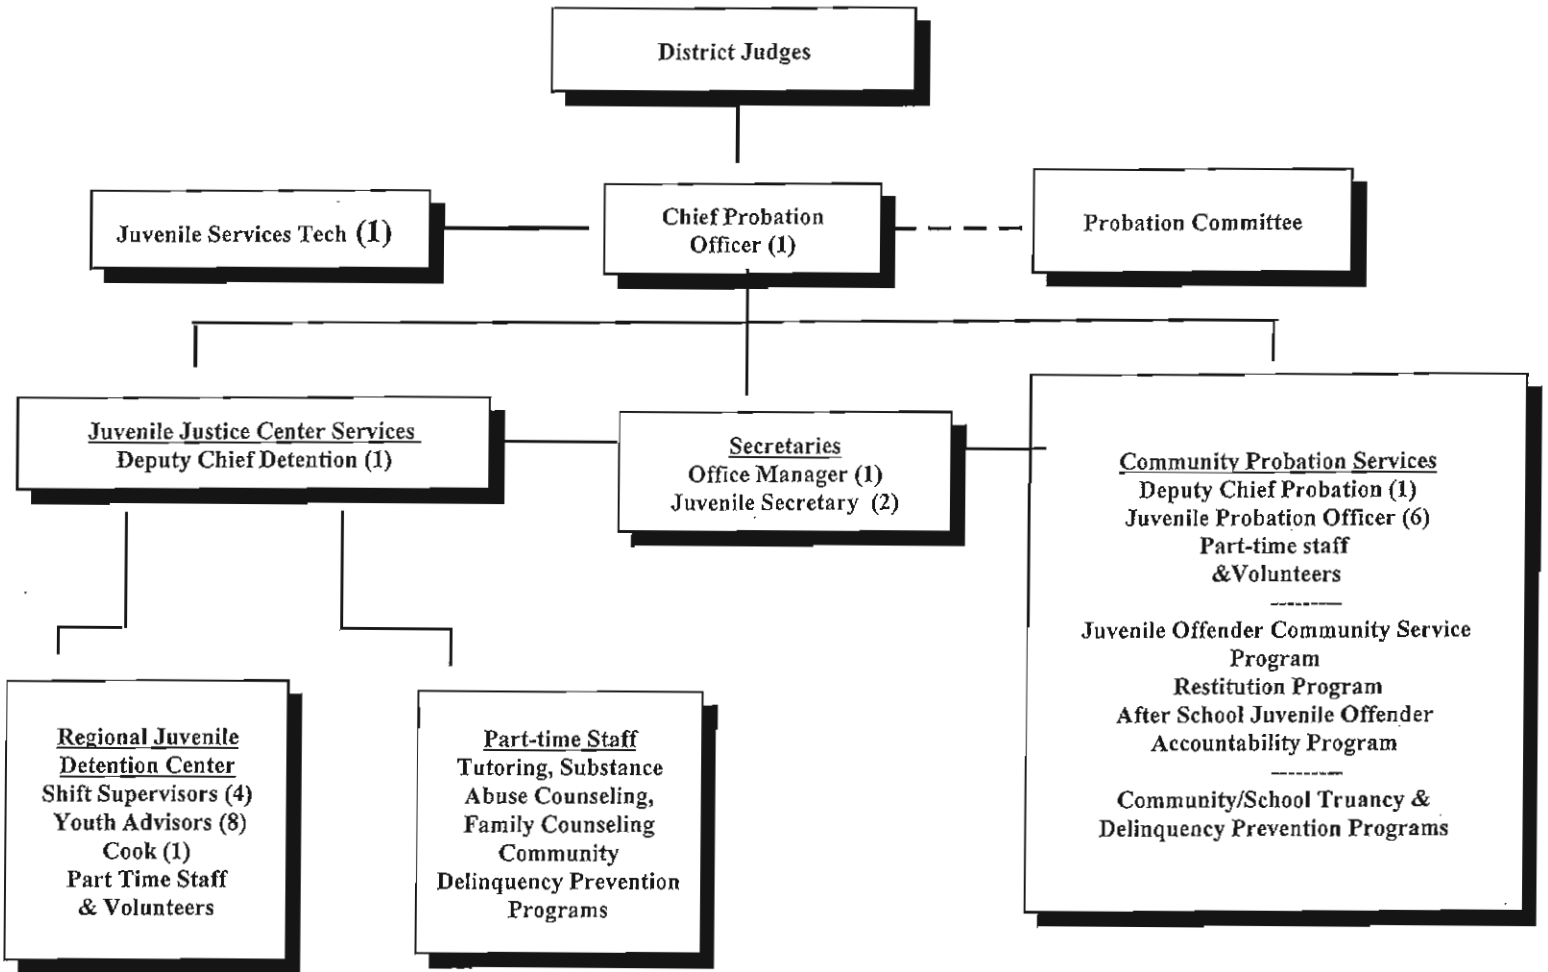 District Judges
Juvenile Services Tech (1)
Chief Probation
Officer (1)
Probation Committee
Juvenile Justice Center Services
Deputy Chief Detention (1)
Secretaries
Office Manager (1)
Juvenile Secretary (2)
Community Probation Services
Deputy Chief Probation (1)
Juvenile Probation Officer (6)
Part-time staff
&Volunteers
---------
Juvenile Offender Community Service
Program
Restitution Program
After School Juvenile Offender
Accountability Program
---------
Community/School Truancy &
Delinquency Prevention Programs
Regional Juvenile
Detention Center
Shift Supervisors (4)
Youth Advisors (8)
Cook (1)
Part Time Staff
& Volunteers
Part-time Staff
Tutoring, Substance
Abuse Counseling,
Family Counseling
Community
Delinquency Prevention
Programs